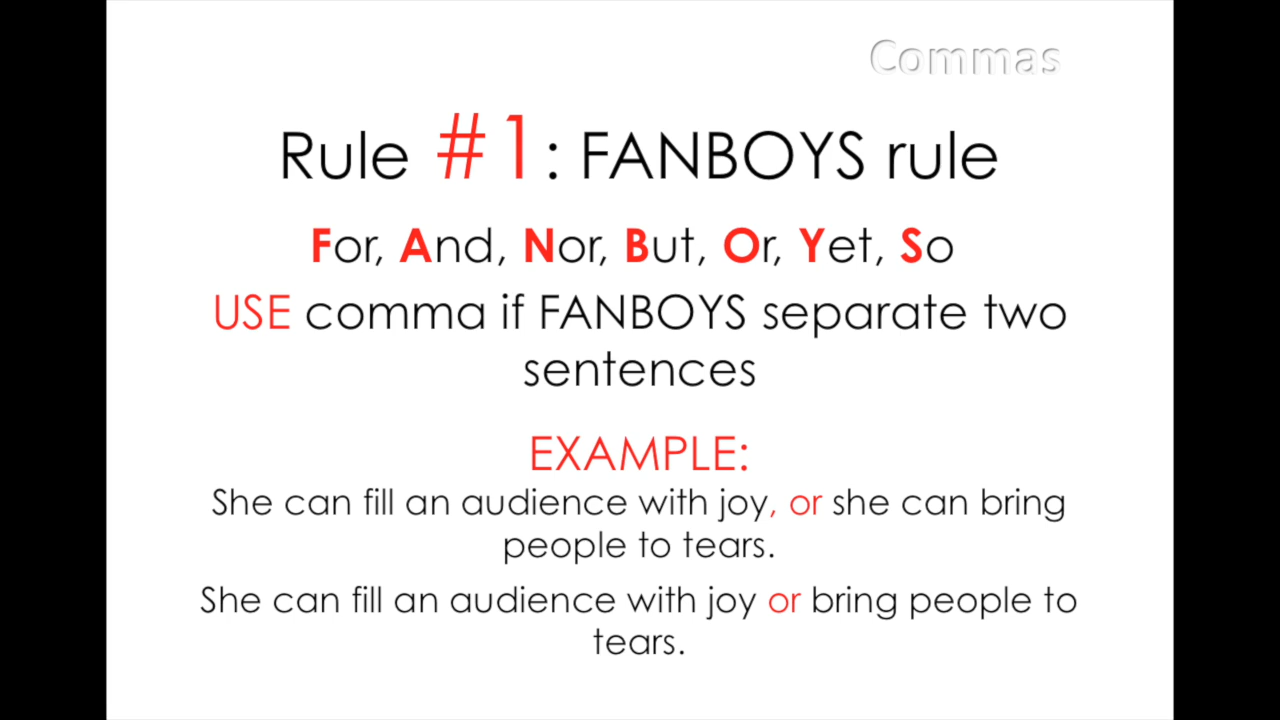 Commas
Rule #1: FANBOYS rule
For, And, Nor, But, Or, Yet, So
USE comma if FANBOYS separate two
sentences
EXAMPLE:
She can fill an audience with joy, or she can bring
people to tears.
She can fill an audience with joy or bring people to
tears.